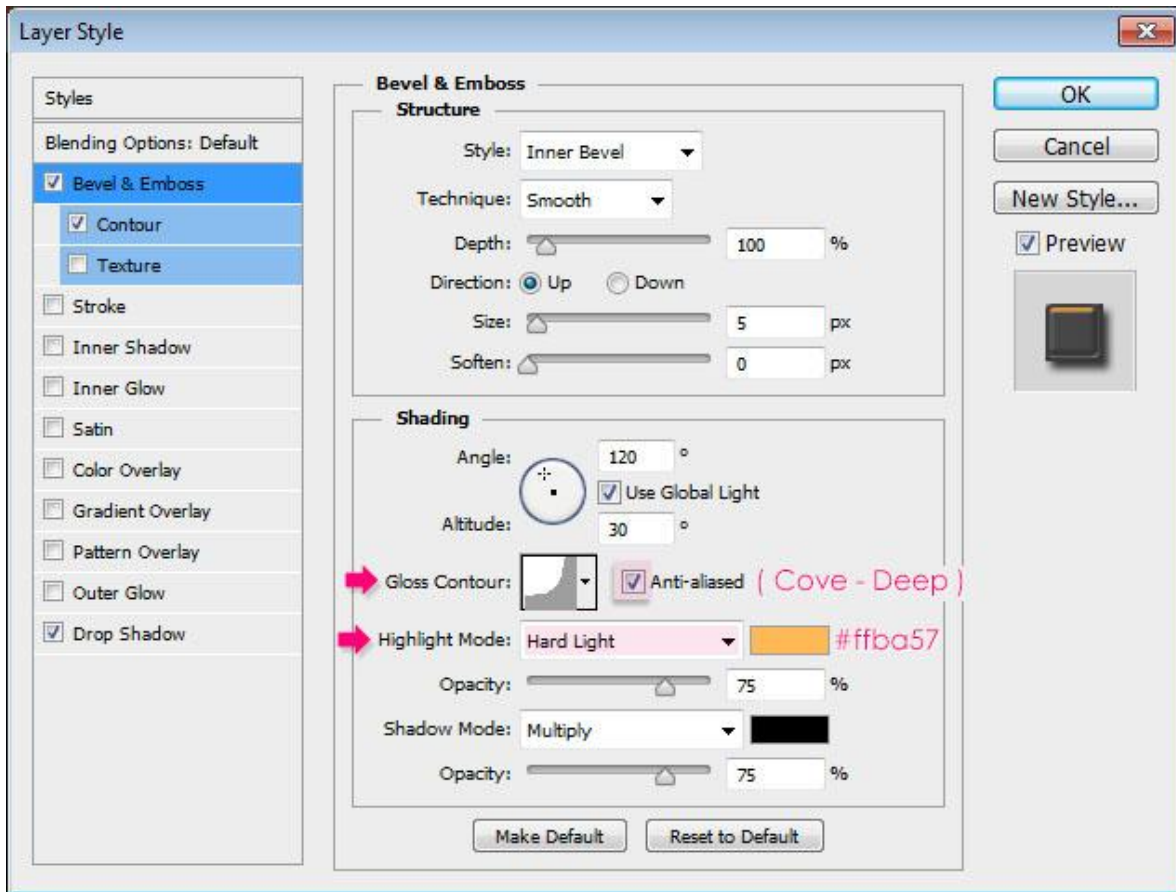 Layer Style
Styles
Blending Options: Default
Bevel & Emboss
Contour
Texture
Stroke
Inner Shadow
Inner Glow
Satin
Color Overlay
Gradient Overlay
Pattern Overlay
Outer Glow
Drop Shadow
Bevel & Emboss
Structure
Style: Inner Bevel
Technique: Smooth
Depth: 100 %
Direction: Up Down
Size: 5 px
Soften: 0 px
Shading
Angle: 120 °
Use Global Light
Altitude: 30 °
Gloss Contour: Anti-aliased ( Cove - Deep )
Highlight Mode: Hard Light #ffba57
Opacity: 75 %
Shadow Mode: Multiply
Opacity: 75 %
Make Default Reset to Default
OK
Cancel
New Style...
Preview